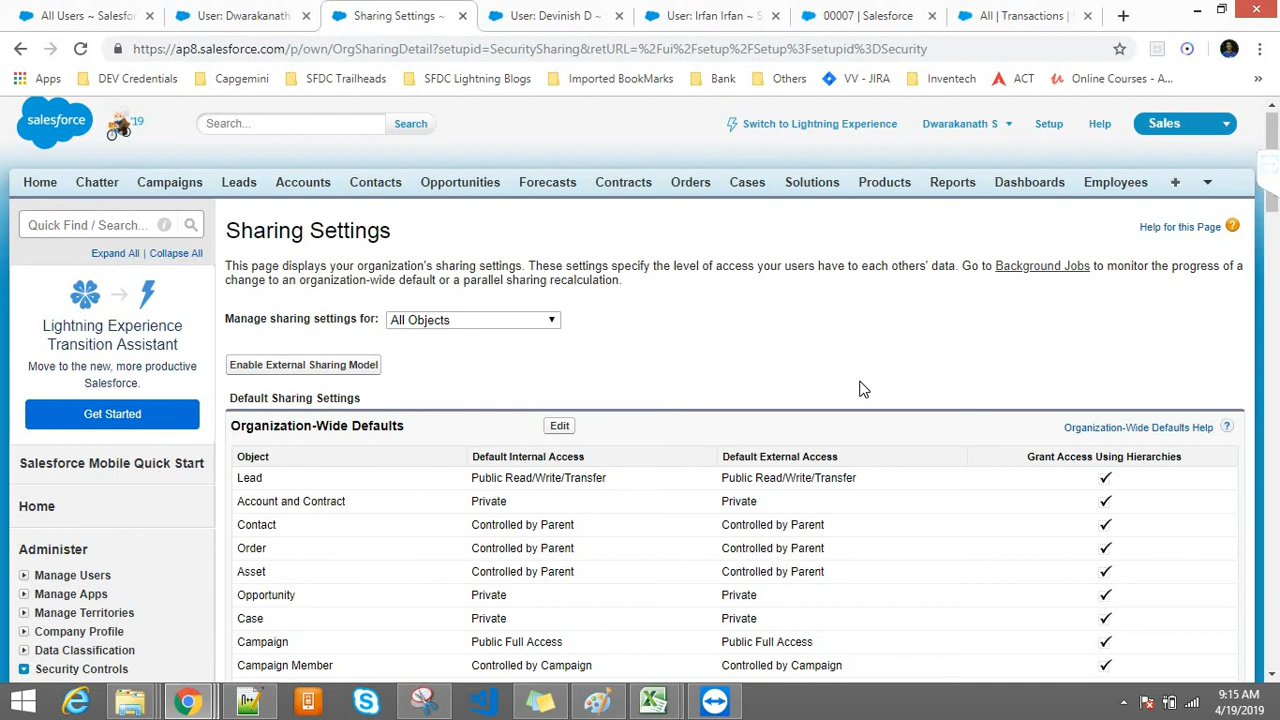 All Users ~ Salesforc
User: Dwarakanath
Sharing Settings ~
User: Devinish D ~
User: Irfan Irfan ~ S
00007 | Salesforce
All | Transactions |
https://ap8.salesforce.com/p/own/OrgSharingDetail?setupid=SecuritySharing&retURL=%2Fui%2Fsetup%2FSetup%3Fsetupid%3DSecurity
Apps
DEV Credentials
Capgemini
SFDC Trailheads
SFDC Lightning Blogs
Imported BookMarks
Bank
Others
VV - JIRA
Inventech
ACT
Online Courses - A...
salesforce
'19
Search...
Search
Switch to Lightning Experience
Dwarakanath S
Setup
Help
Sales
Home
Chatter
Campaigns
Leads
Accounts
Contacts
Opportunities
Forecasts
Contracts
Orders
Cases
Solutions
Products
Reports
Dashboards
Employees
+
Quick Find / Search...
Expand All | Collapse All
Lightning Experience
Transition Assistant
Move to the new, more productive
Salesforce.
Get Started
Salesforce Mobile Quick Start
Home
Administer
Manage Users
Manage Apps
Manage Territories
Company Profile
Data Classification
Security Controls
Sharing Settings
Help for this Page
This page displays your organization's sharing settings. These settings specify the level of access your users have to each others' data. Go to Background Jobs to monitor the progress of a
change to an organization-wide default or a parallel sharing recalculation.
Manage sharing settings for: All Objects
Enable External Sharing Model
Default Sharing Settings
Organization-Wide Defaults Edit Organization-Wide Defaults Help ?
Object Default Internal Access Default External Access Grant Access Using Hierarchies
Lead Public Read/Write/Transfer Public Read/Write/Transfer ✓
Account and Contract Private Private ✓
Contact Controlled by Parent Controlled by Parent ✓
Order Controlled by Parent Controlled by Parent ✓
Asset Controlled by Parent Controlled by Parent ✓
Opportunity Private Private ✓
Case Private Private ✓
Campaign Public Full Access Public Full Access ✓
Campaign Member Controlled by Campaign Controlled by Campaign ✓
9:15 AM
4/19/2019